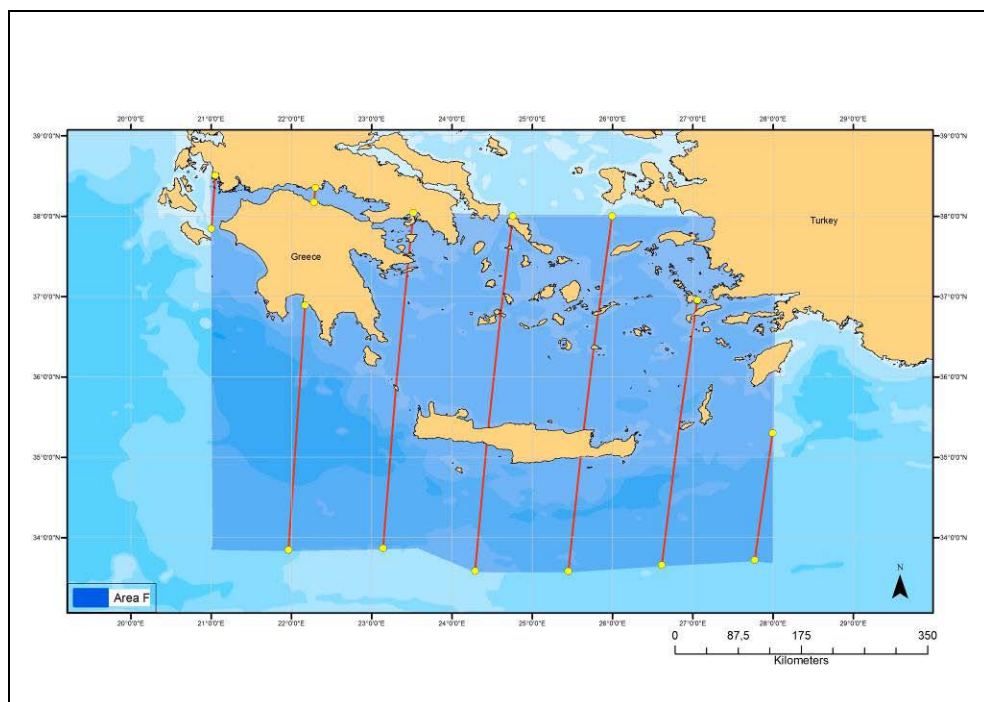 20°0'0"E 21°0'0"E 22°0'0"E 23°0'0"E 24°0'0"E 25°0'0"E 26°0'0"E 27°0'0"E 28°0'0"E 29°0'0"E
39°0'0"N 39°0'0"N
38°0'0"N 38°0'0"N
Turkey
Greece
37°0'0"N 37°0'0"N
36°0'0"N 36°0'0"N
35°0'0"N 35°0'0"N
34°0'0"N 34°0'0"N
N
Area F
20°0'0"E 21°0'0"E 22°0'0"E 23°0'0"E 24°0'0"E 25°0'0"E 26°0'0"E 27°0'0"E 28°0'0"E 29°0'0"E
0 87,5 175 350
Kilometers